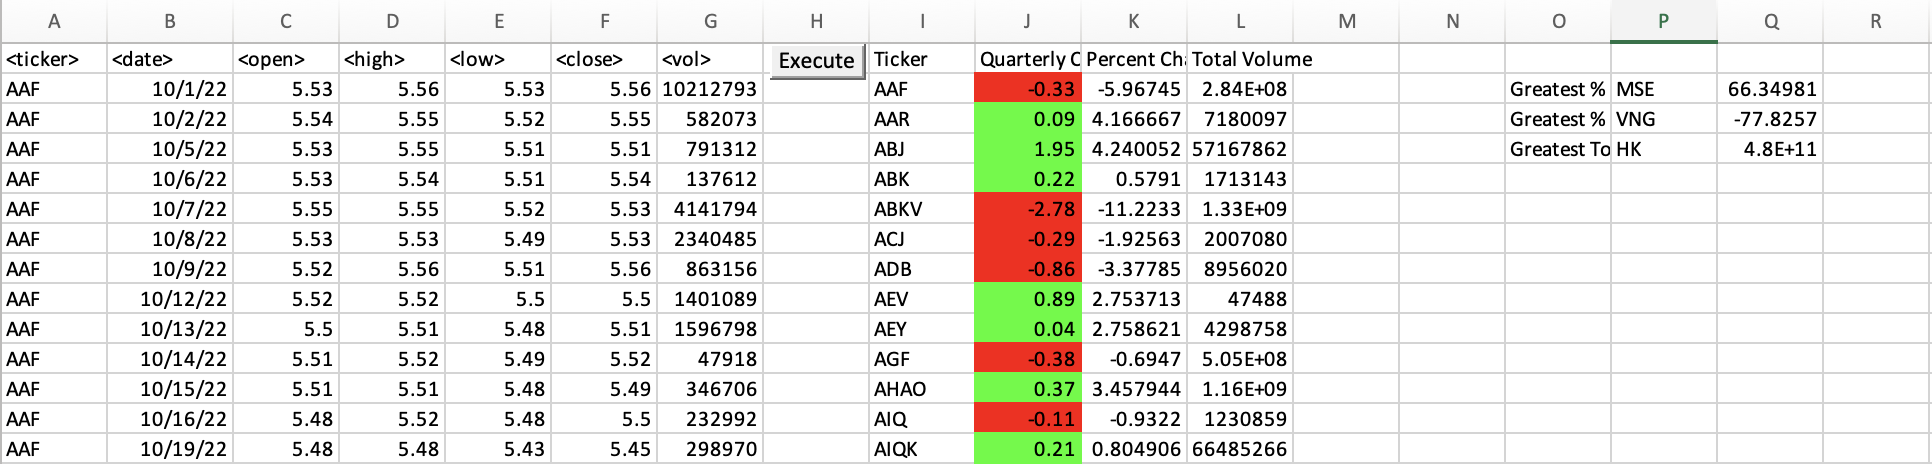 A B C D E F G H I J K L M N O P Q R
<ticker> <date> <open> <high> <low> <close> <vol> Execute Ticker Quarterly C Percent Ch Total Volume
AAF 10/1/22 5.53 5.56 5.53 5.56 10212793 AAF -0.33 -5.96745 2.84E+08 Greatest % MSE 66.34981
AAF 10/2/22 5.54 5.55 5.52 5.55 582073 AAR 0.09 4.166667 7180097 Greatest % VNG -77.8257
AAF 10/5/22 5.53 5.55 5.51 5.51 791312 ABJ 1.95 4.240052 57167862 Greatest To HK 4.8E+11
AAF 10/6/22 5.53 5.54 5.51 5.54 137612 ABK 0.22 0.5791 1713143
AAF 10/7/22 5.55 5.55 5.52 5.53 4141794 ABKV -2.78 -11.2233 1.33E+09
AAF 10/8/22 5.53 5.53 5.49 5.53 2340485 ACJ -0.29 -1.92563 2007080
AAF 10/9/22 5.52 5.56 5.51 5.56 863156 ADB -0.86 -3.37785 8956020
AAF 10/12/22 5.52 5.52 5.5 5.5 1401089 AEV 0.89 2.753713 47488
AAF 10/13/22 5.5 5.51 5.48 5.51 1596798 AEY 0.04 2.758621 4298758
AAF 10/14/22 5.51 5.52 5.49 5.52 47918 AGF -0.38 -0.6947 5.05E+08
AAF 10/15/22 5.51 5.51 5.48 5.49 346706 AHAO 0.37 3.457944 1.16E+09
AAF 10/16/22 5.48 5.52 5.48 5.5 232992 AIQ -0.11 -0.9322 1230859
AAF 10/19/22 5.48 5.48 5.43 5.45 298970 AIQK 0.21 0.804906 66485266